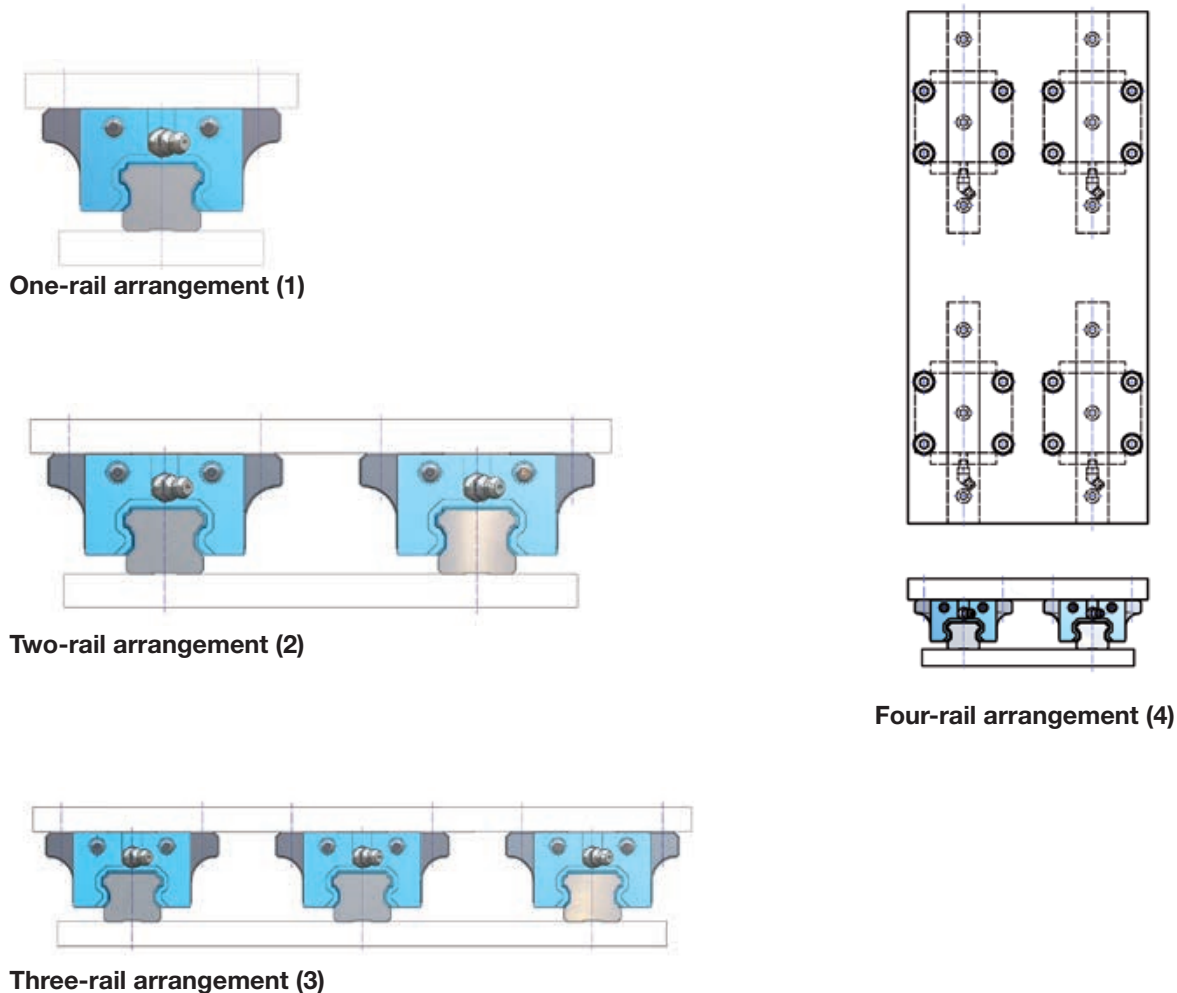 One-rail arrangement (1)
Two-rail arrangement (2)
Three-rail arrangement (3)
Four-rail arrangement (4)